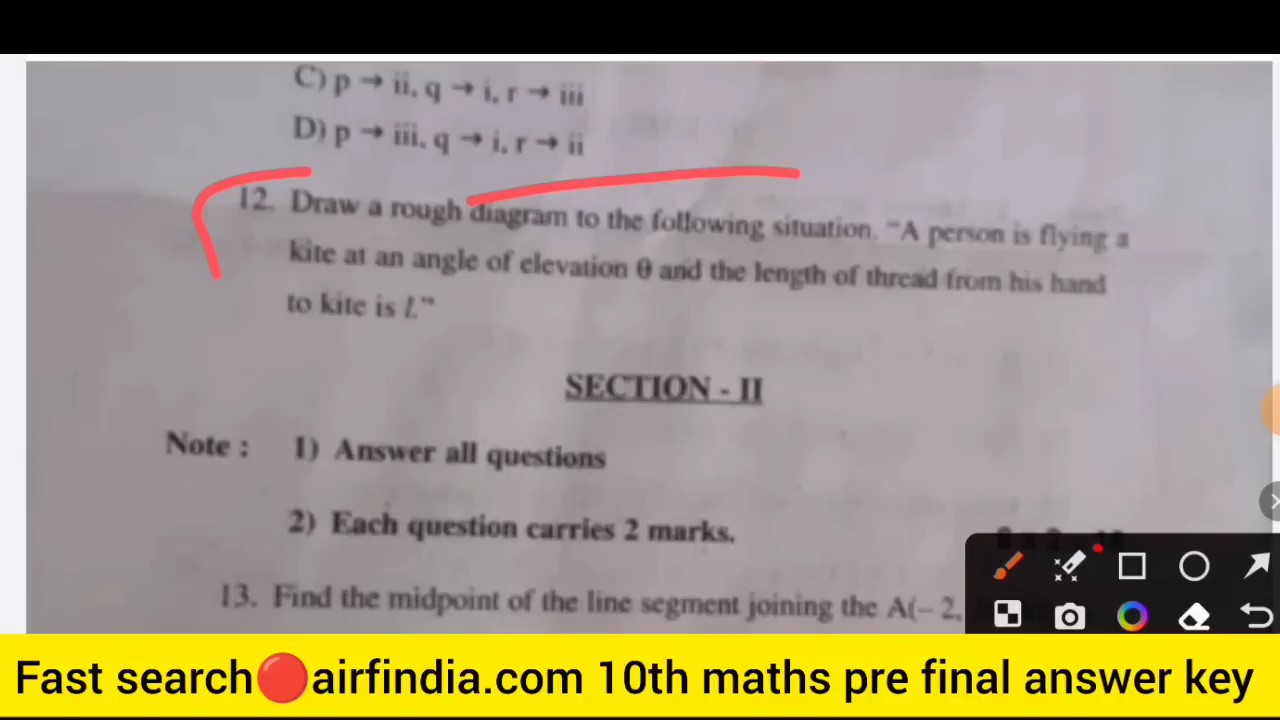 C) p → ii, q → i, r → iii
D) p → iii, q → i, r → ii
12. Draw a rough diagram to the following situation. "A person is flying a
kite at an angle of elevation θ and the length of thread from his hand
to kite is l."
SECTION - II
Note : 1) Answer all questions
2) Each question carries 2 marks.
13. Find the midpoint of the line segment joining the A(– 2,
Fast search🔴airfindia.com 10th maths pre final answer key